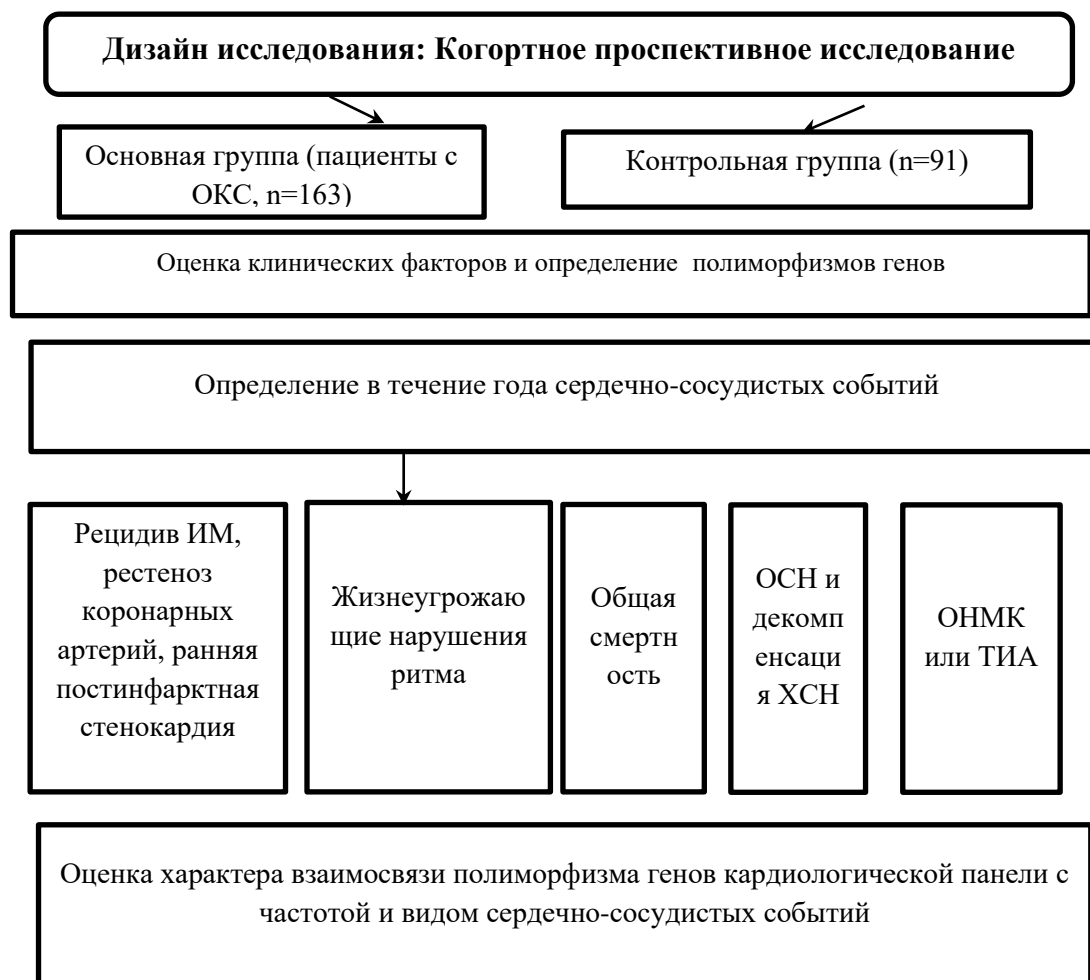 Дизайн исследования: Когортное проспективное исследование
Основная группа (пациенты с
ОКС, n=163)
Контрольная группа (n=91)
Оценка клинических факторов и определение полиморфизмов генов
Определение в течение года сердечно-сосудистых событий
Рецидив ИМ,
рестеноз
коронарных
артерий, ранняя
постинфарктная
стенокардия
Жизнеугрожаю
щие нарушения
ритма
Общая
смертн
ость
ОСН и
декомп
енсаци
я ХСН
ОНМК
или ТИА
Оценка характера взаимосвязи полиморфизма генов кардиологической панели с
частотой и видом сердечно-сосудистых событий